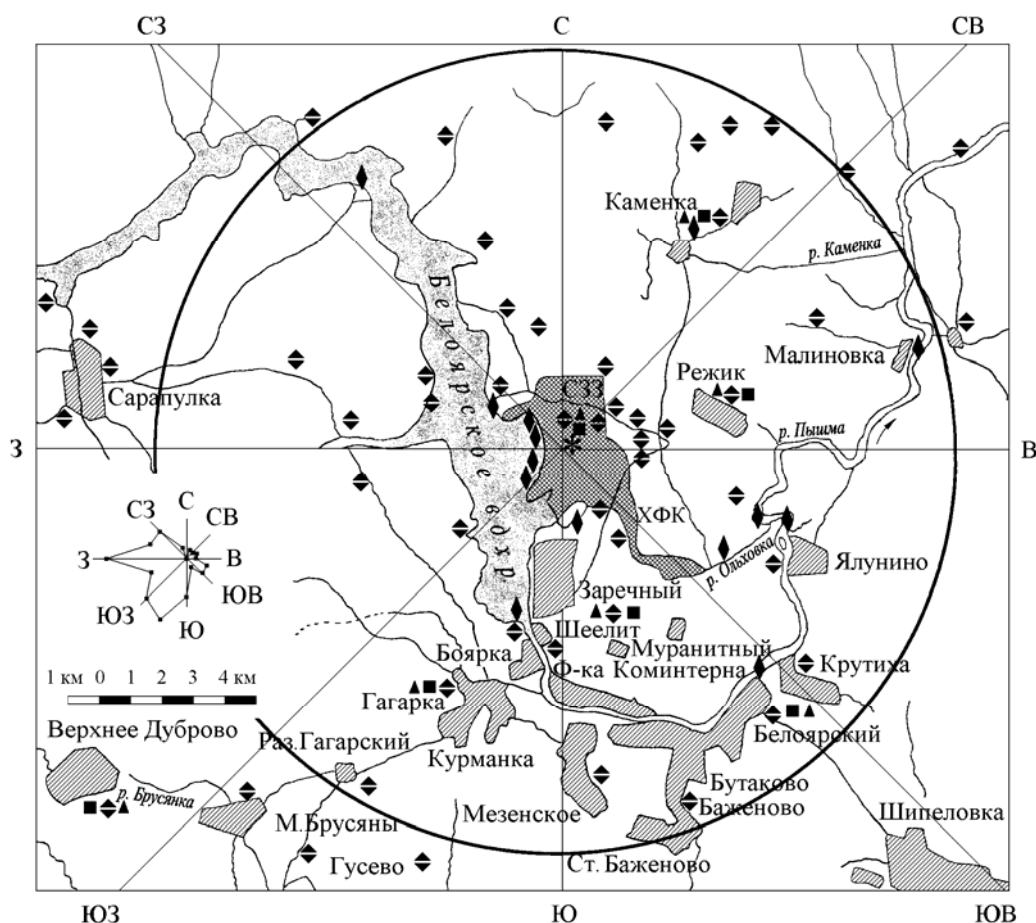 СЗ
С
СВ
Каменка
р. Каменка
Белоярское вдхр
Малиновка
Режик
СЗЗ
Сарапулка
р. Пышма
З
В
С
СЗ
СВ
З
В
ХФК
ЮЗ
ЮВ
Ю
р. Ольховка
Ялунино
Заречный
Шеелит
Муранитный
Боярка
Ф-ка Коминтерна
Крутиха
1 км 0 1 2 3 4 км
Гагарка
Верхнее Дуброво
Раз.Гагарский
Белоярский
Курманка
Бутаково
р. Брусянка
Баженово
Мезенское
Шипеловка
М.Брусяны
Гусево
Ст. Баженово
ЮЗ
Ю
ЮВ